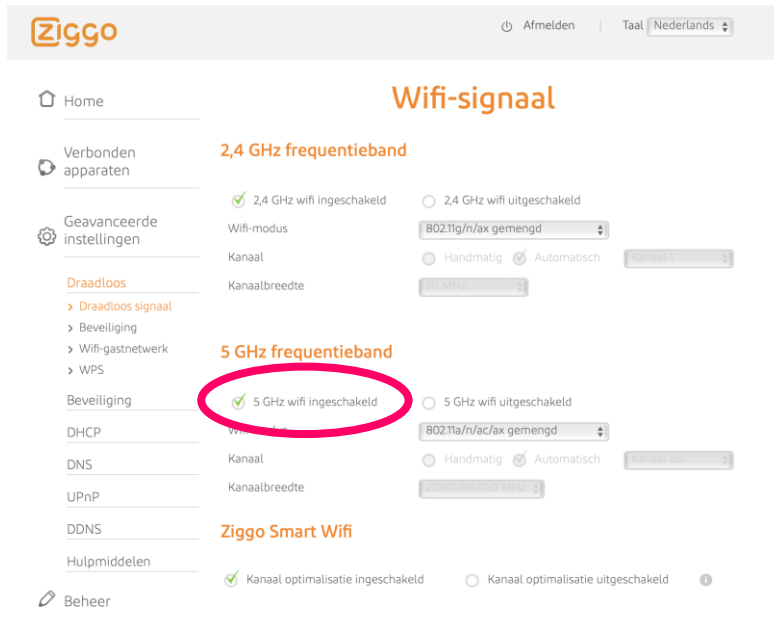 Ziggo
Afmelden | Taal Nederlands
Wifi-signaal
Home
Verbonden
apparaten
Geavanceerde
instellingen
Draadloos
> Draadloos signaal
> Beveiliging
> Wifi-gastnetwerk
> WPS
Beveiliging
DHCP
DNS
UPnP
DDNS
Hulpmiddelen
Beheer
2,4 GHz frequentieband
2,4 GHz wifi ingeschakeld 2,4 GHz wifi uitgeschakeld
Wifi-modus 802.11g/n/ax gemengd
Kanaal Handmatig Automatisch Kanaal 1
Kanaalbreedte 20 MHz
5 GHz frequentieband
5 GHz wifi ingeschakeld 5 GHz wifi uitgeschakeld
Wifi-modus 802.11a/n/ac/ax gemengd
Kanaal Handmatig Automatisch Kanaal 60
Kanaalbreedte 20/40/80/160 MHz
Ziggo Smart Wifi
Kanaal optimalisatie ingeschakeld Kanaal optimalisatie uitgeschakeld i